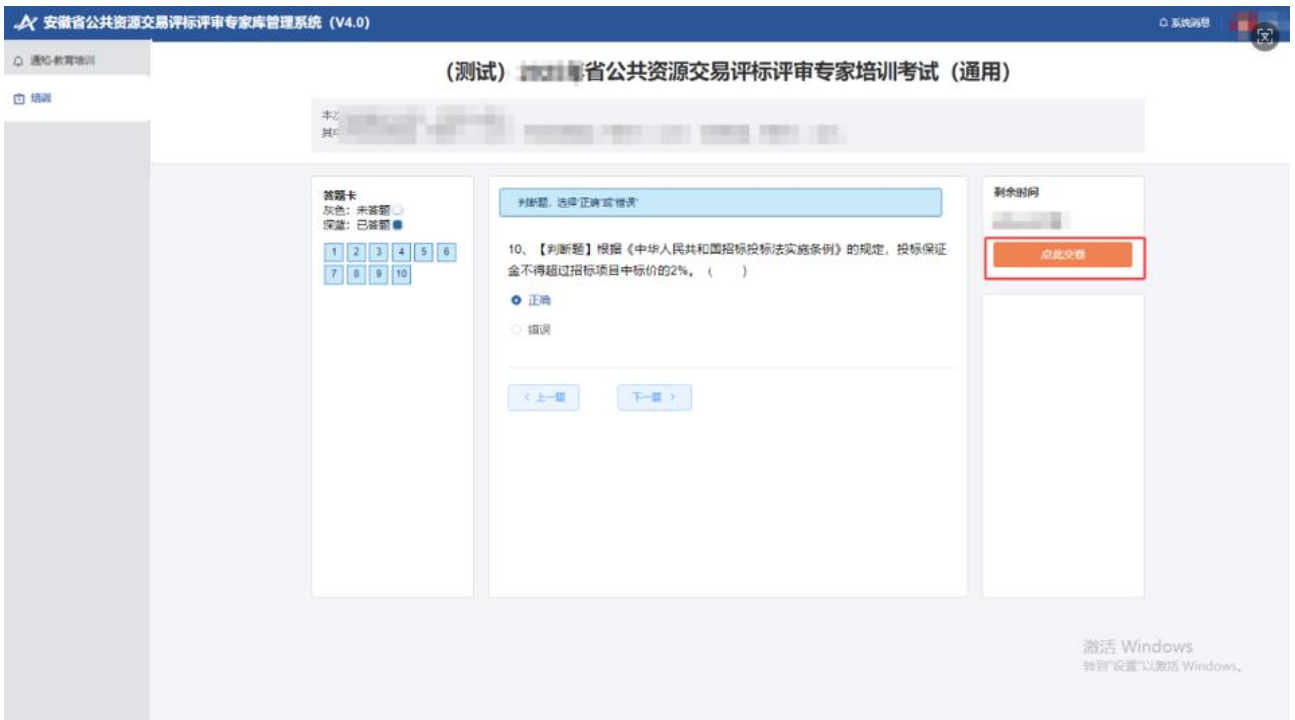 安徽省公共资源交易评标评审专家库管理系统（V4.0）
系统消息
通知-教育培训
培训
（测试） 省公共资源交易评标评审专家培训考试（通用）
本次
其中
答题卡
灰色：未答题
深蓝：已答题
1 2 3 4 5 6
7 8 9 10
判断题，选择'正确'或'错误'
10、【判断题】根据《中华人民共和国招标投标法实施条例》的规定，投标保证
金不得超过招标项目中标价的2%。（ ）
正确
错误
< 上一题
下一题 >
剩余时间
点此交卷
激活 Windows
转到"设置"以激活 Windows。